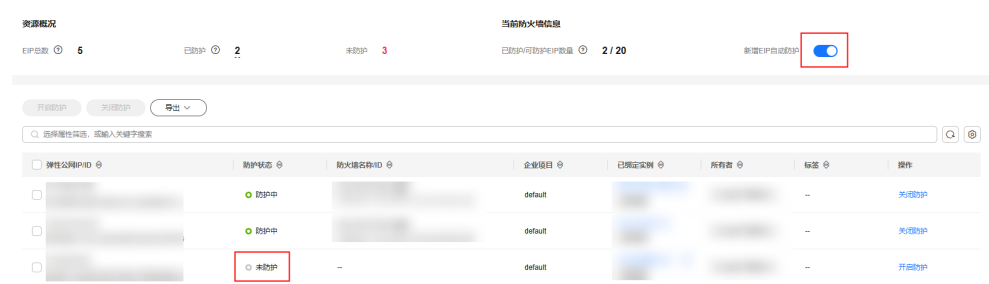 资源概况
当前防火墙信息
EIP总数 5 已防护 2 未防护 3 已防护/可防护EIP数量 2 / 20 新增EIP自动防护
开启防护 关闭防护 导出
选择属性筛选，或输入关键字搜索
弹性公网IP/ID 防护状态 防火墙名称/ID 企业项目 已绑定实例 所有者 标签 操作
防护中 default -- 关闭防护
防护中 default -- 关闭防护
未防护 -- default -- 开启防护